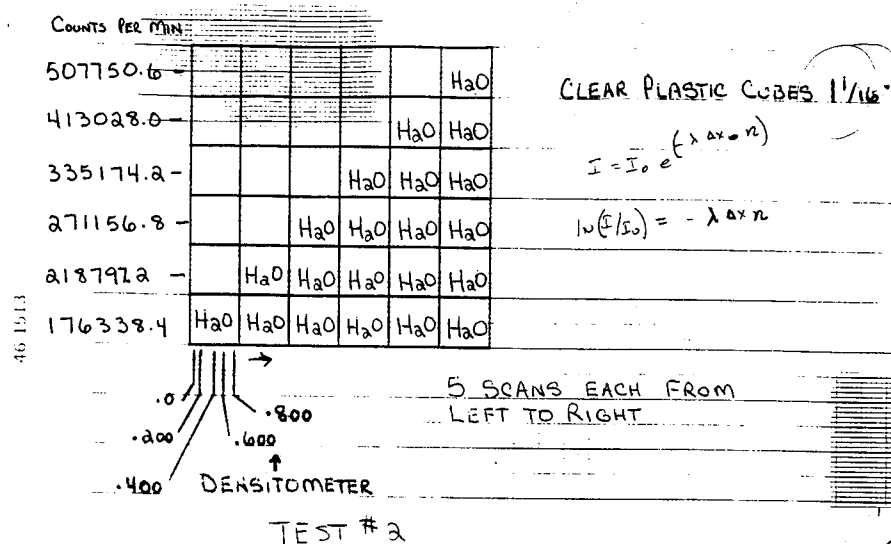 COUNTS PER MIN
507750.6 - H2O
413028.0 - H2O H2O
335174.2 - H2O H2O H2O
271156.8 - H2O H2O H2O H2O
218797.2 - H2O H2O H2O H2O H2O
176338.4 H2O H2O H2O H2O H2O H2O
CLEAR PLASTIC CUBES 1 1/16"
I = I₀ e^(-λ Δx • n)
ln(I/I₀) = - λ Δx n
46 1513
.0
.200
.400
.600
.800
DENSITOMETER
5 SCANS EACH FROM
LEFT TO RIGHT
TEST # 2